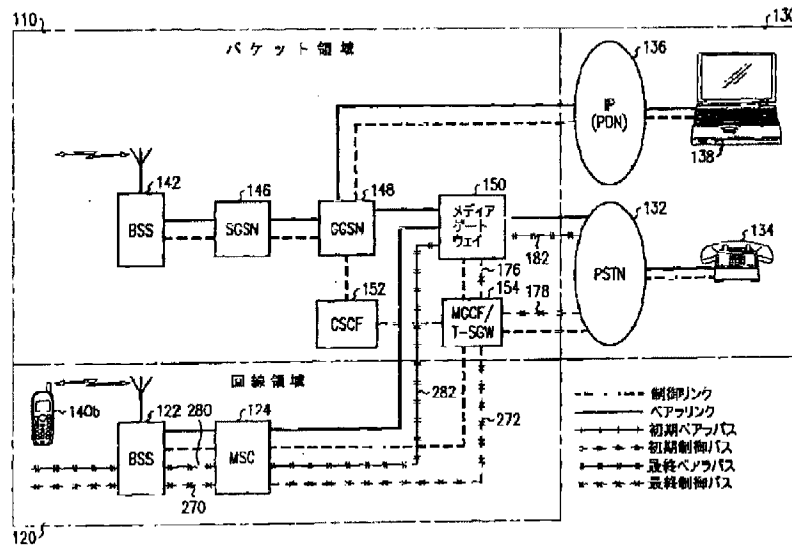 110
130
パケット領域
136
IP
(PDN)
138
142
146
148
150
132
BSS
SGSN
GGSN
メディア
ゲート
ウェイ
134
182
152
176
154
PSTN
CSCF
MGCF/
T-SGW
178
回線領域
282
272
140b
122
280
124
BSS
MSC
270
120
制御リンク
ベアラリンク
初期ベアラパス
初期制御パス
最終ベアラパス
最終制御パス